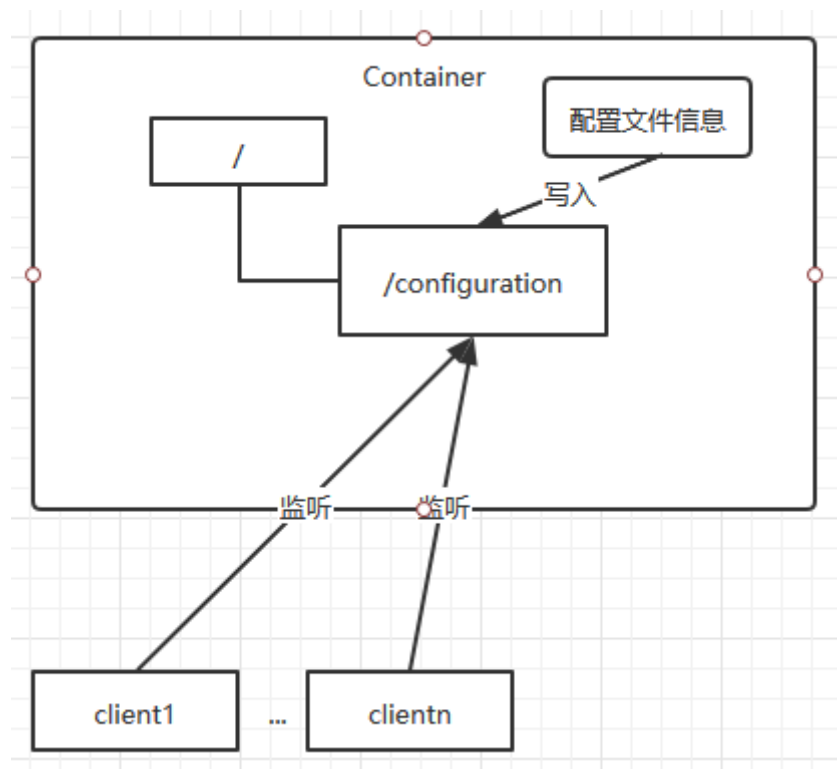 Container
配置文件信息
/
写入
/configuration
监听
监听
client1
...
clientn